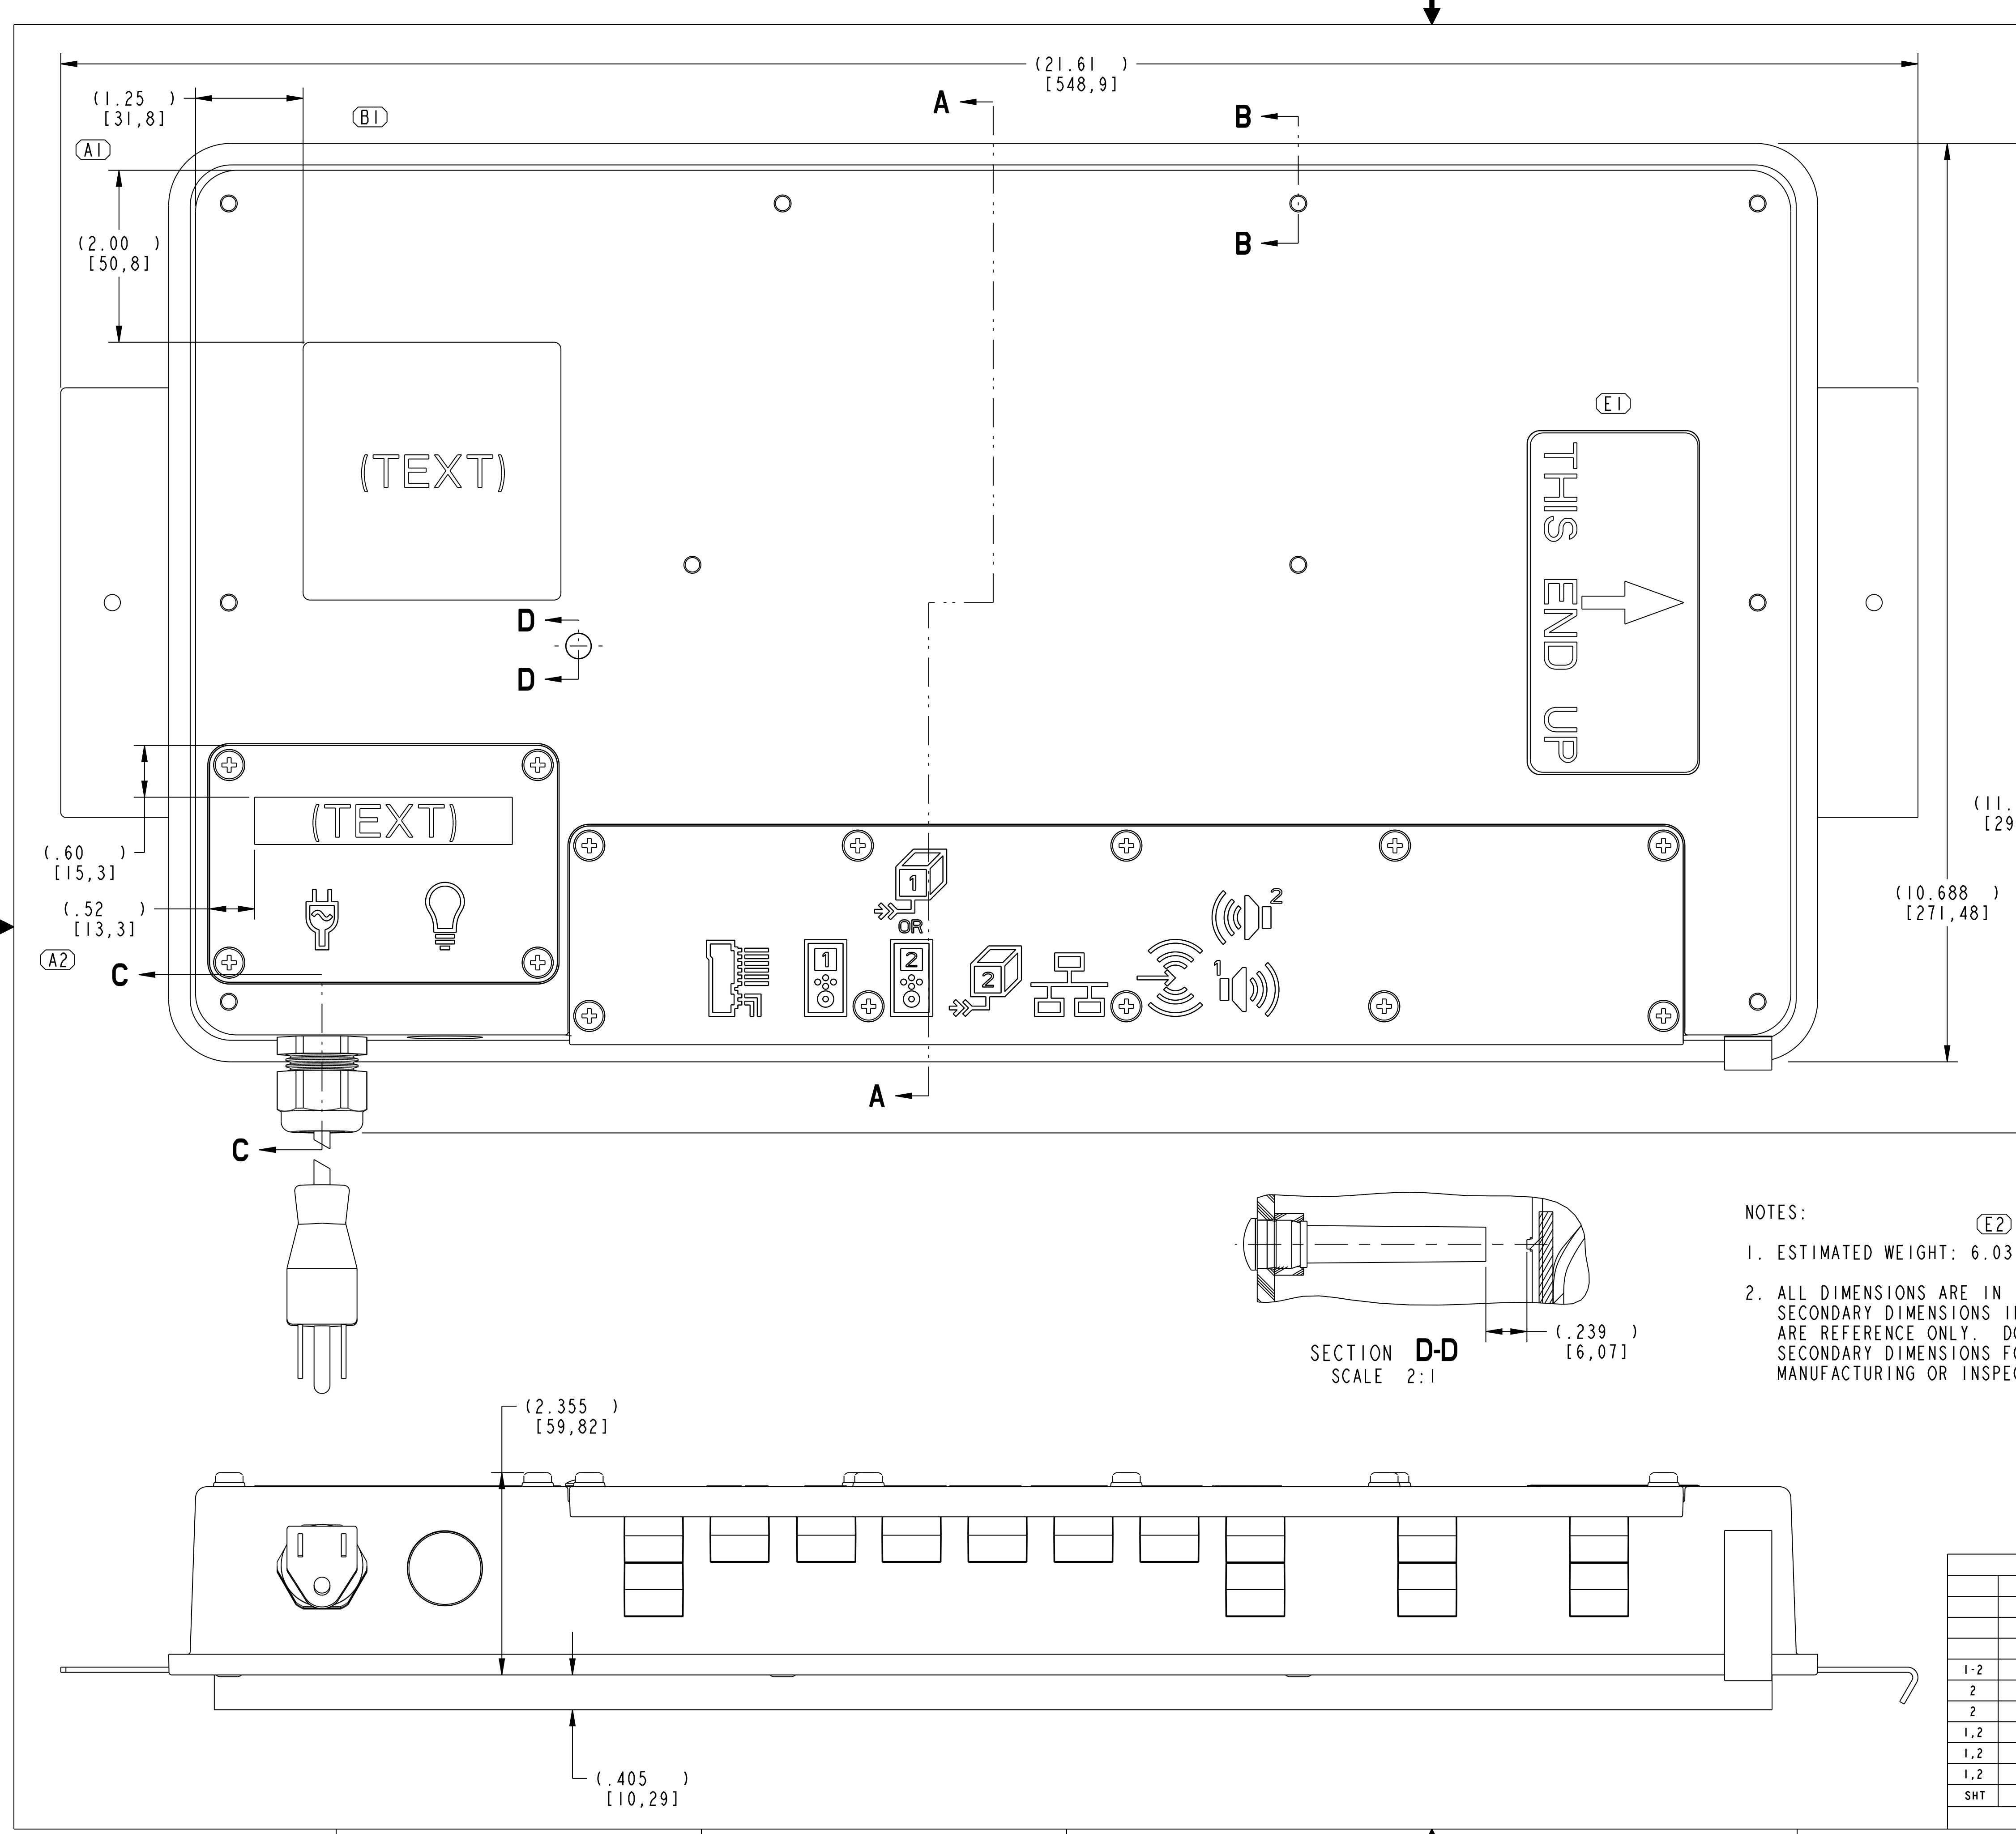 (21.61 )
[548,9]
(1.25 )
[31,8]
B1
A
B
A1
(2.00 )
[50,8]
B
E1
(TEXT)
THIS END UP
D
D
(TEXT)
(11.
[29
(.60 )
[15,3]
1
2
(10.688 )
[271,48]
(.52 )
[13,3]
OR
A2
C
1
2
2
1
A
C
NOTES:
E2
1. ESTIMATED WEIGHT: 6.03
2. ALL DIMENSIONS ARE IN
SECONDARY DIMENSIONS
ARE REFERENCE ONLY.
SECONDARY DIMENSIONS
MANUFACTURING OR
(.239 )
[6,07]
SECTION D-D
SCALE 2:1
(2.355 )
[59,82]
1-2
2
2
1,2
1,2
1,2
SHT
(.405 )
[10,29]